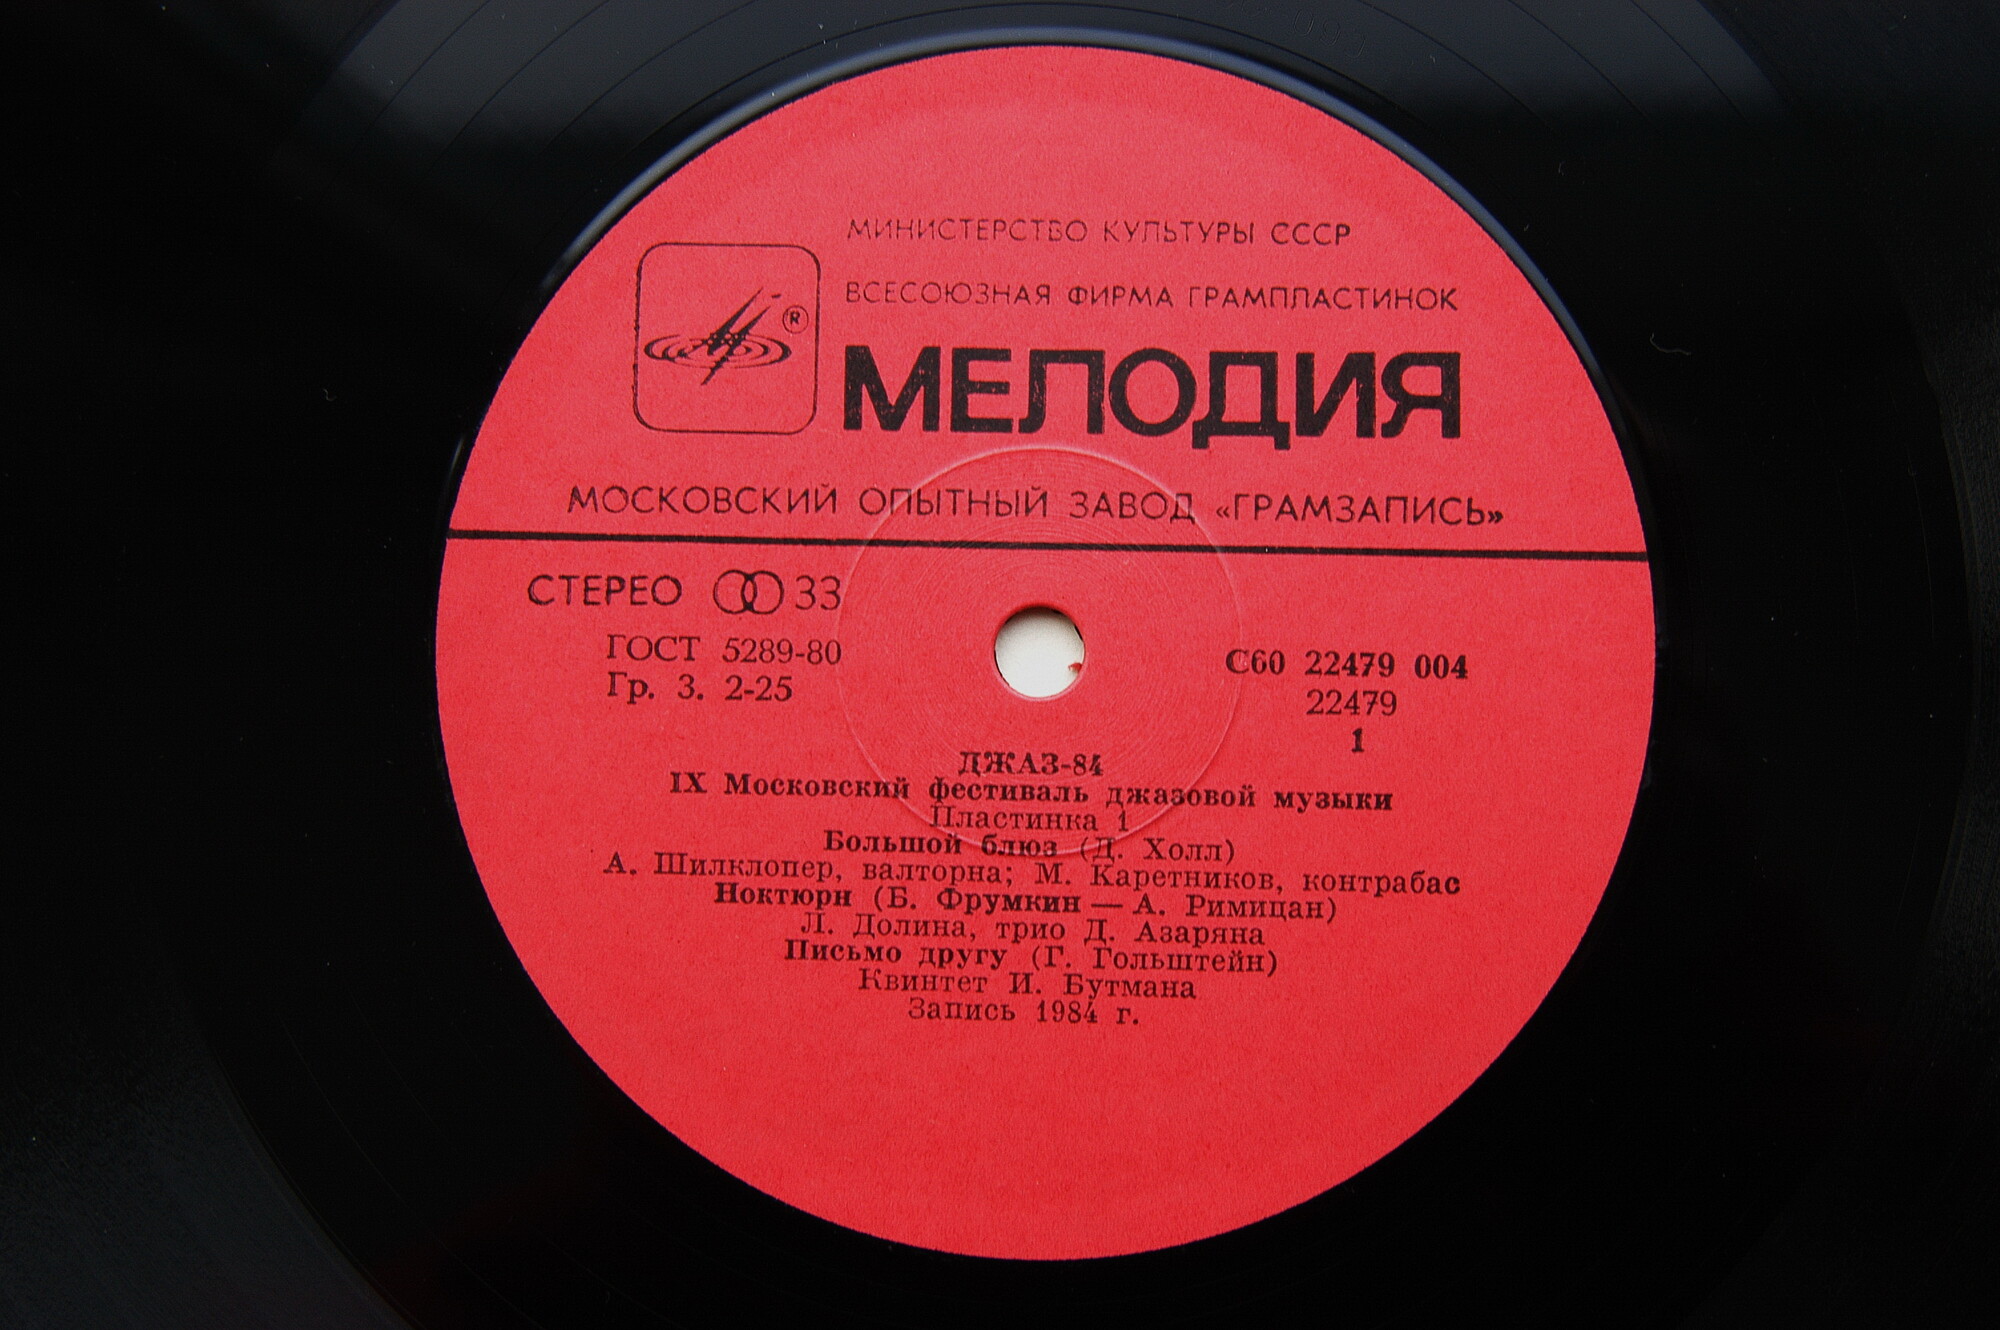 МИНИСТЕРСТВО КУЛЬТУРЫ СССР
ВСЕСОЮЗНАЯ ФИРМА ГРАМПЛАСТИНОК
®
МЕЛОДИЯ
МОСКОВСКИЙ ОПЫТНЫЙ ЗАВОД «ГРАМЗАПИСЬ»
СТЕРЕО 33
ГОСТ 5289-80
Гр. 3. 2-25
С60 22479 004
22479
1
ДЖАЗ-84
IX Московский фестиваль джазовой музыки
Пластинка 1
Большой блюз (Д. Холл)
А. Шилклопер, валторна; М. Каретников, контрабас
Ноктюрн (Б. Фрумкин — А. Римицан)
Л. Долина, трио Д. Азаряна
Письмо другу (Г. Гольштейн)
Квинтет И. Бутмана
Запись 1984 г.